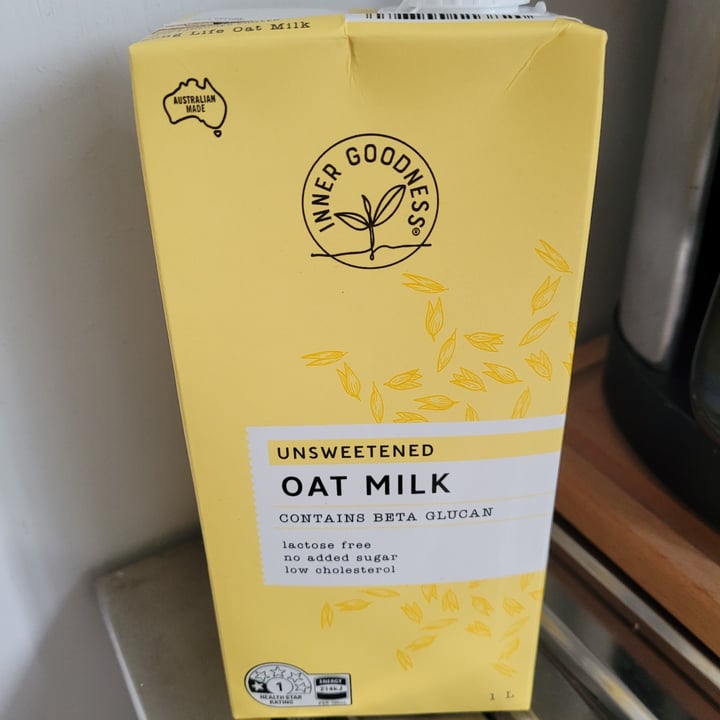 Life Oat Milk
AUSTRALIAN
MADE
INNER GOODNESS®
UNSWEETENED
OAT MILK
CONTAINS BETA GLUCAN
lactose free
no added sugar
low cholesterol
1
HEALTH STAR
RATING
ENERGY
1 L